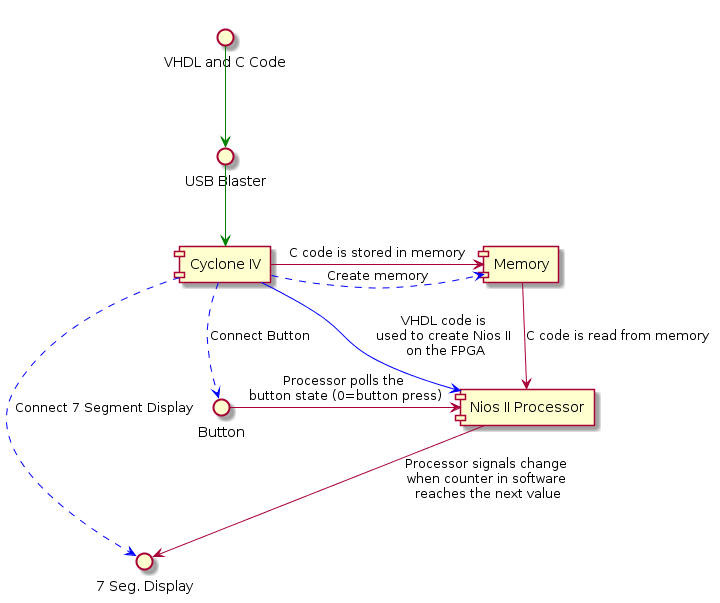 VHDL and C Code
USB Blaster
Cyclone IV
C code is stored in memory
Create memory
Memory
Connect Button
VHDL code is
used to create Nios II
on the FPGA
C code is read from memory
Connect 7 Segment Display
Processor polls the
button state (0=button press)
Button
Nios II Processor
Processor signals change
when counter in software
reaches the next value
7 Seg. Display